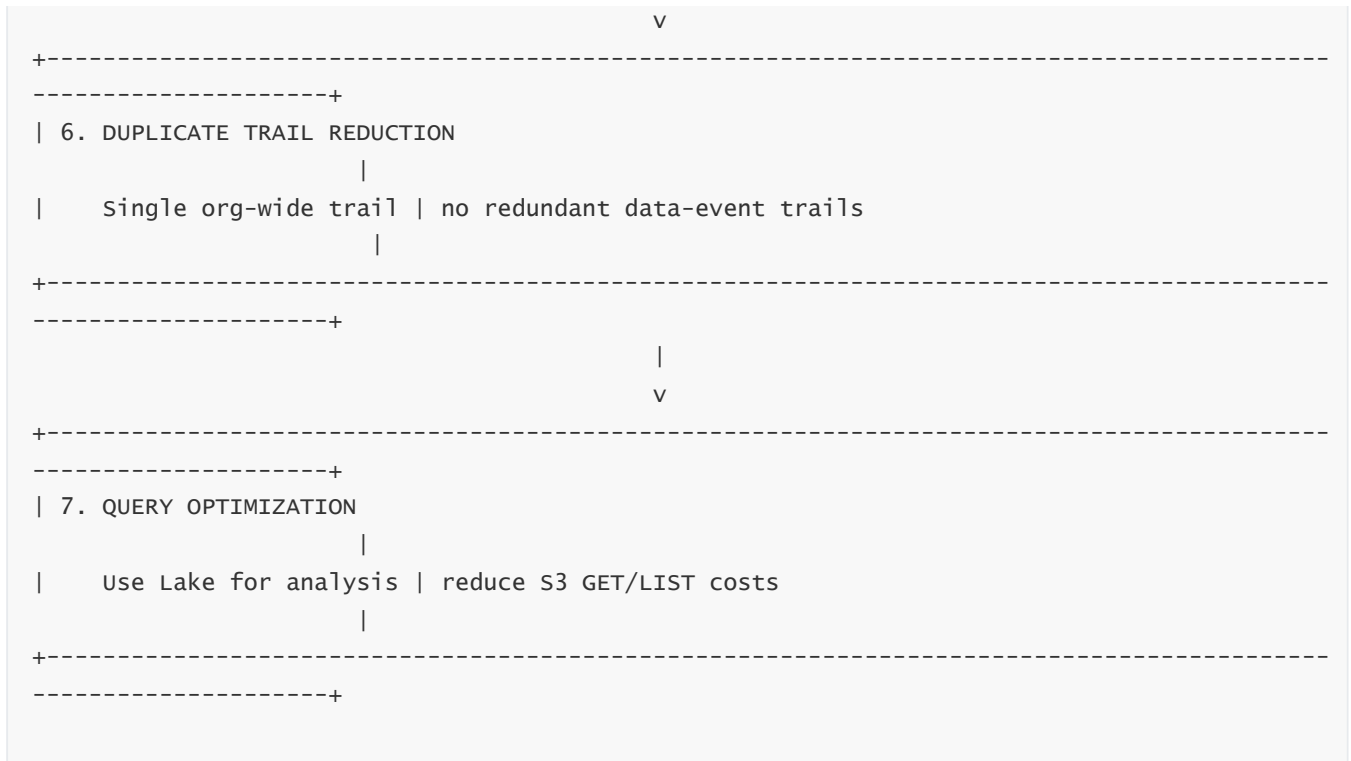 v
+--------------------------------------------------------------------------------------------
---------------------+
| 6. DUPLICATE TRAIL REDUCTION
|
| Single org-wide trail | no redundant data-event trails
|
+--------------------------------------------------------------------------------------------
---------------------+
|
v
+--------------------------------------------------------------------------------------------
---------------------+
| 7. QUERY OPTIMIZATION
|
| Use Lake for analysis | reduce S3 GET/LIST costs
|
+--------------------------------------------------------------------------------------------
---------------------+